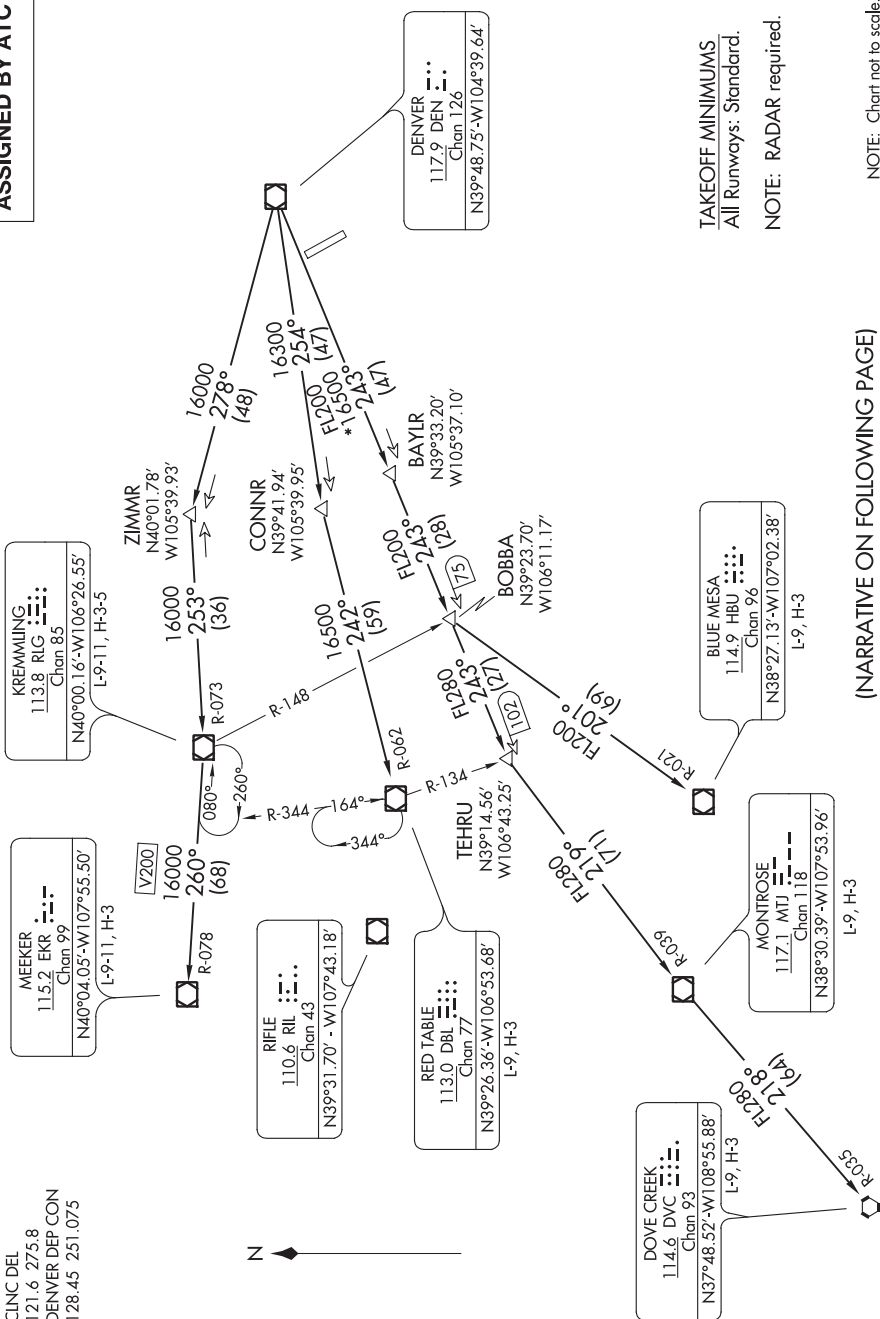 ASSIGNED BY ATC
CLNC DEL
121.6 275.8
DENVER DEP CON
128.45 251.075
N
MEEKER
115.2 EKR
Chan 99
N40°04.05′-W107°55.50′
L-9-11, H-3
KREMMLING
113.8 RLG
Chan 85
N40°00.16′-W106°26.55′
L-9-11, H-3-5
ZIMMR
N40°01.78′
W105°39.93′
16000
278°
(48)
16000
253°
(36)
R-073
V200
16000
260°
(68)
R-078
080°
260°
R-148
R-344
164°
344°
CONNR
N39°41.94′
W105°39.95′
16300
254°
(47)
16500
242°
(59)
R-062
FL200
*16500
243°
(47)
BAYLR
N39°33.20′
W105°37.10′
FL200
243°
(28)
75
BOBBA
N39°23.70′
W106°11.17′
FL280
243°
(27)
102
R-134
TEHRU
N39°14.56′
W106°43.25′
FL200
201°
(69)
R-021
FL280
219°
(71)
R-039
FL280
218°
(64)
R-035
DENVER
117.9 DEN
Chan 126
N39°48.75′-W104°39.64′
RIFLE
110.6 RIL
Chan 43
N39°31.70′ - W107°43.18′
RED TABLE
113.0 DBL
Chan 77
N39°26.36′-W106°53.68′
L-9, H-3
BLUE MESA
114.9 HBU
Chan 96
N38°27.13′-W107°02.38′
L-9, H-3
MONTROSE
117.1 MTJ
Chan 118
N38°30.39′-W107°53.96′
L-9, H-3
DOVE CREEK
114.6 DVC
Chan 93
N37°48.52′-W108°55.88′
L-9, H-3
TAKEOFF MINIMUMS
All Runways: Standard.
NOTE: RADAR required.
NOTE: Chart not to scale.
(NARRATIVE ON FOLLOWING PAGE)